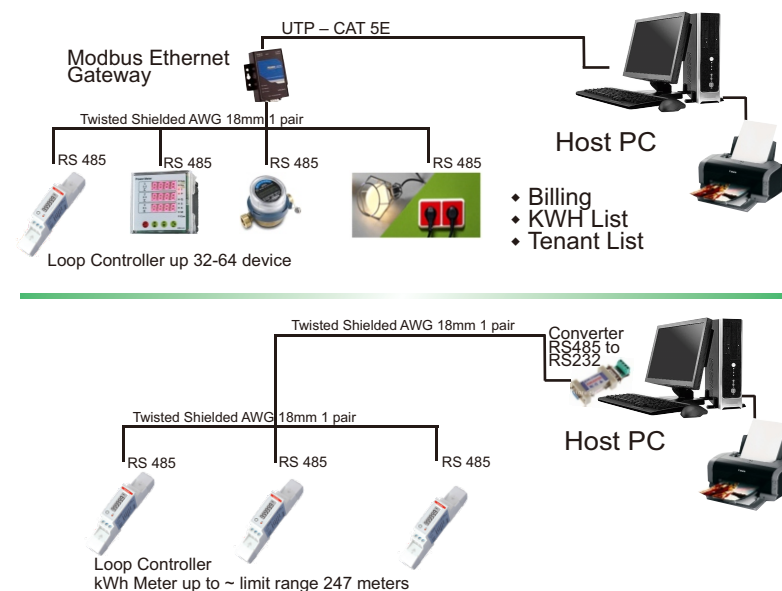 UTP – CAT 5E
Modbus Ethernet
Gateway
Twisted Shielded AWG 18mm 1 pair
RS 485
RS 485
RS 485
RS 485
Host PC
Billing
KWH List
Tenant List
Loop Controller up 32-64 device
Twisted Shielded AWG 18mm 1 pair
Converter
RS485 to
RS232
Twisted Shielded AWG 18mm 1 pair
Host PC
RS 485
RS 485
RS 485
Loop Controller
kWh Meter up to ~ limit range 247 meters